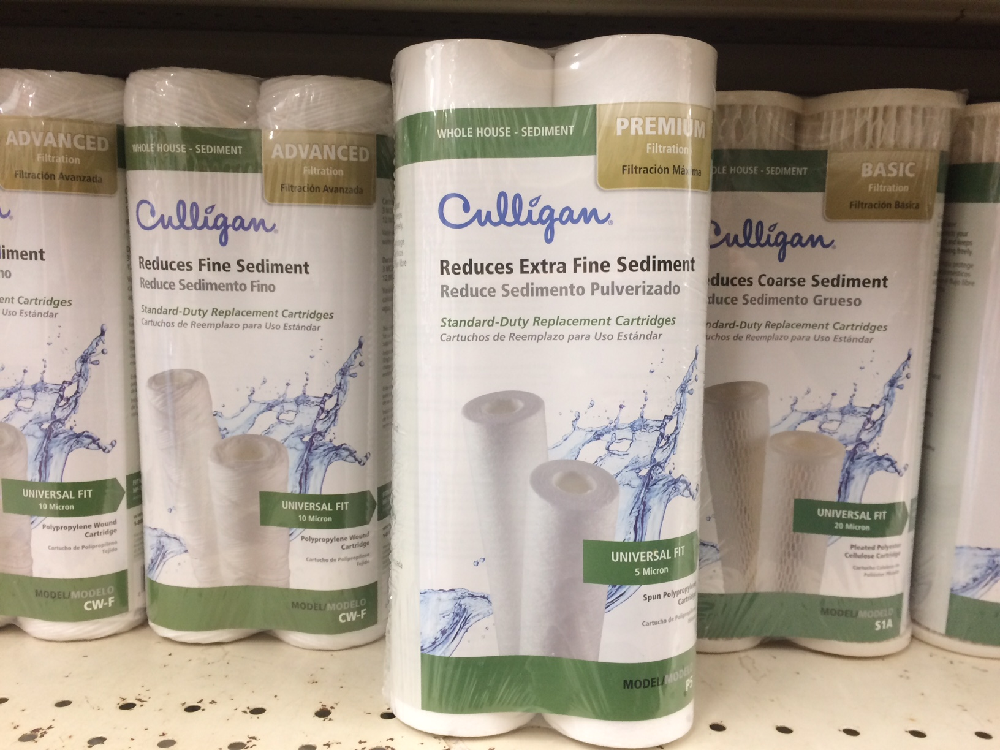 ADVANCED
Filtration
Filtración Avanzada
iment
no
ent Cartridges
Uso Estándar
UNIVERSAL FIT
10 Micron
Polypropylene Wound
Cartridge
Cartucho de Polipropileno
Tejido
MODEL/MODELO
CW-F
WHOLE HOUSE - SEDIMENT
ADVANCED
Filtration
Filtración Avanzada
Culligan®
Reduces Fine Sediment
Reduce Sedimento Fino
Standard-Duty Replacement Cartridges
Cartuchos de Reemplazo para Uso Estándar
UNIVERSAL FIT
10 Micron
Polypropylene Wound
Cartridge
Cartucho de Polipropileno
Tejido
MODEL/MODELO
CW-F
WHOLE HOUSE - SEDIMENT
PREMIUM
Filtration
Filtración Máxima
Culligan®
Reduces Extra Fine Sediment
Reduce Sedimento Pulverizado
Standard-Duty Replacement Cartridges
Cartuchos de Reemplazo para Uso Estándar
UNIVERSAL FIT
5 Micron
Spun Polypropylene
Cartridge
Cartucho de
MODEL/MODELO
P5
OLE HOUSE - SEDIMENT
BASIC
Filtration
Filtración Básica
Culligan®
educes Coarse Sediment
duce Sedimento Grueso
ndard-Duty Replacement Cartridges
uchos de Reemplazo para Uso Estándar
UNIVERSAL FIT
20 Micron
Pleated Polyester
Cellulose Cartridge
MODEL/MODELO
S1A